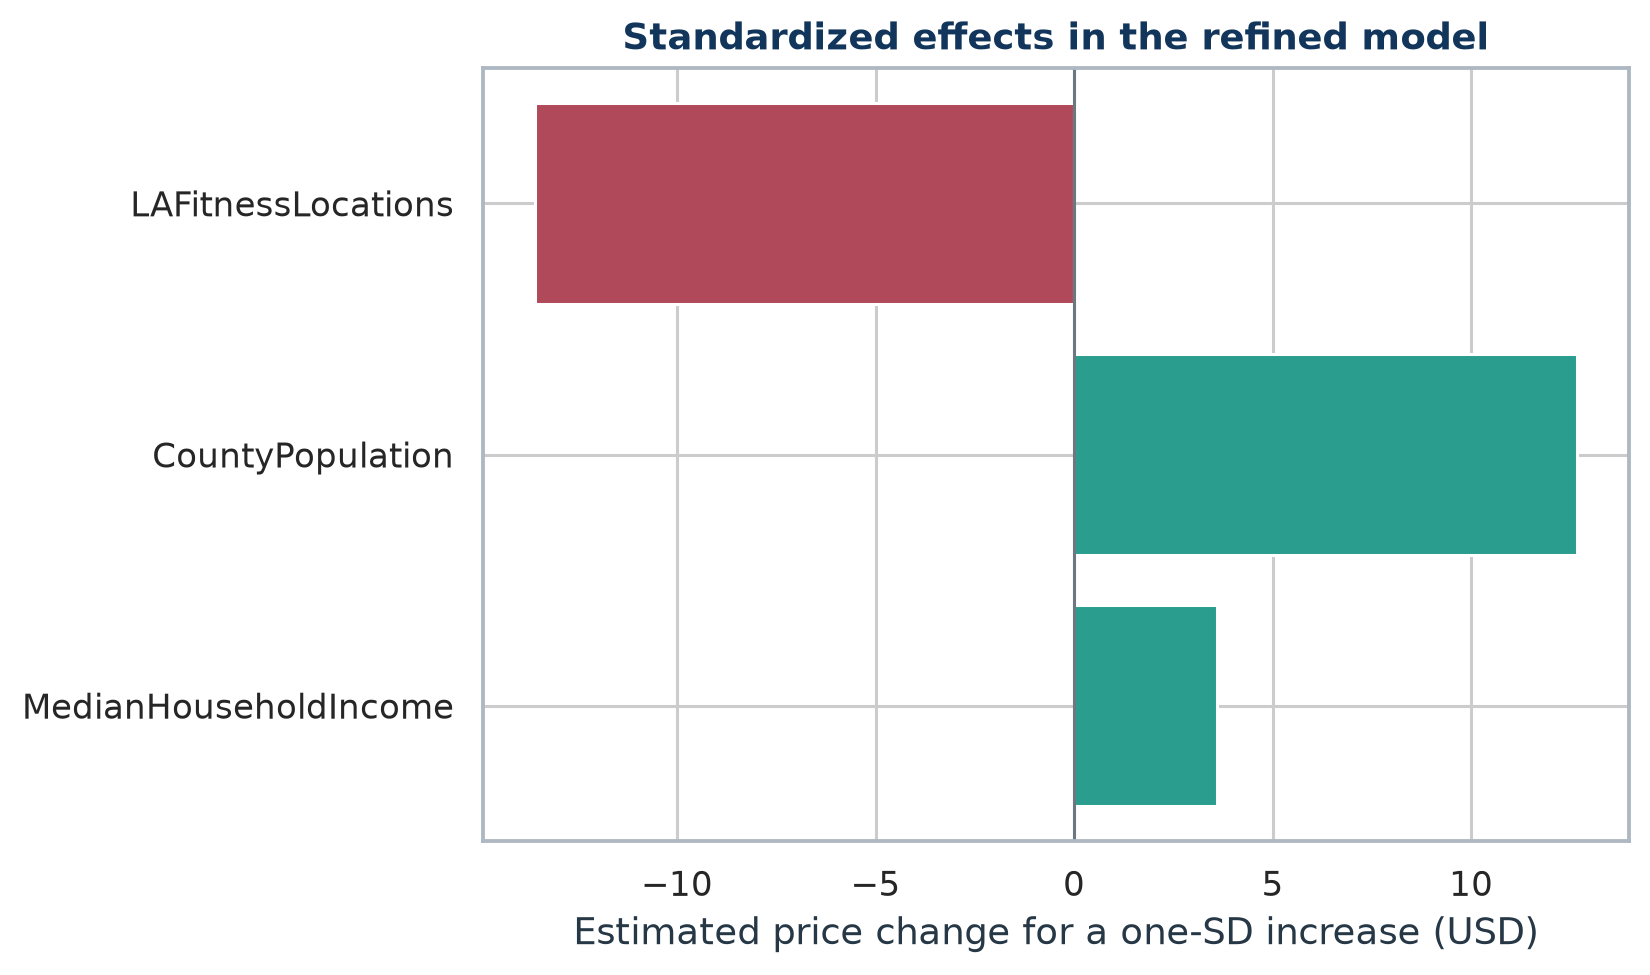 Standardized effects in the refined model
LAFitnessLocations
CountyPopulation
MedianHouseholdIncome
−10 −5 0 5 10
Estimated price change for a one-SD increase (USD)